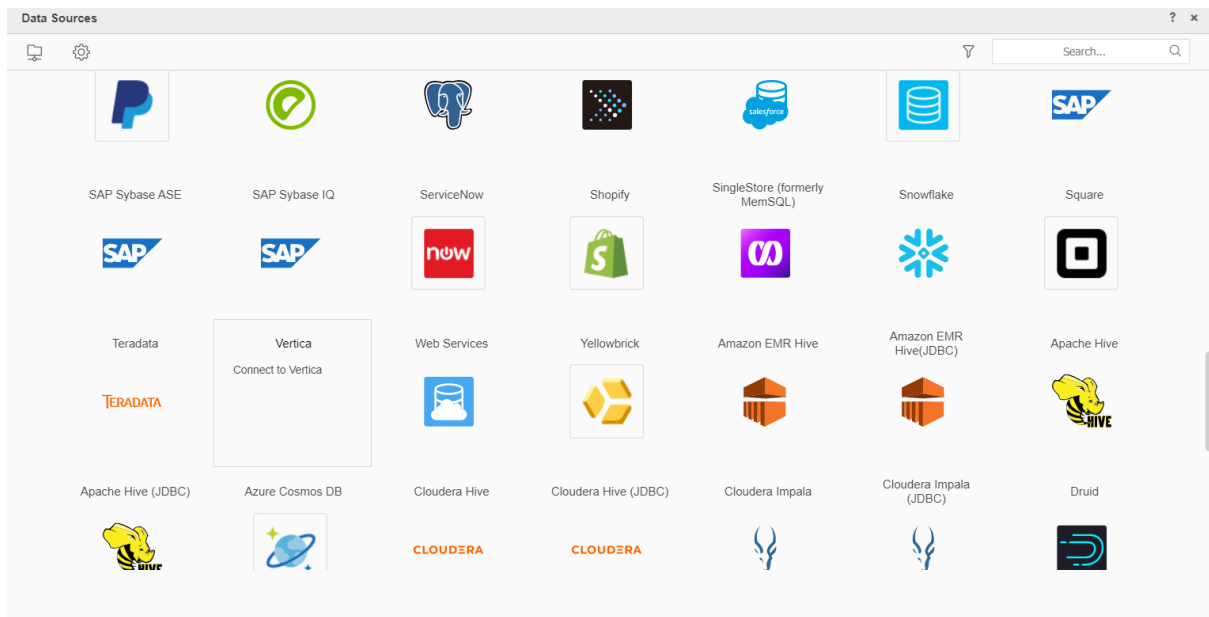 Data Sources ? ×
Search...
salesforce
SAP
SAP Sybase ASE
SAP Sybase IQ
ServiceNow
Shopify
SingleStore (formerly
MemSQL)
Snowflake
Square
SAP
SAP
now
S
Teradata
Vertica
Web Services
Yellowbrick
Amazon EMR Hive
Amazon EMR
Hive(JDBC)
Apache Hive
Connect to Vertica
TERADATA
HIVE
Apache Hive (JDBC)
Azure Cosmos DB
Cloudera Hive
Cloudera Hive (JDBC)
Cloudera Impala
Cloudera Impala
(JDBC)
Druid
HIVE
CLOUDERA
CLOUDERA